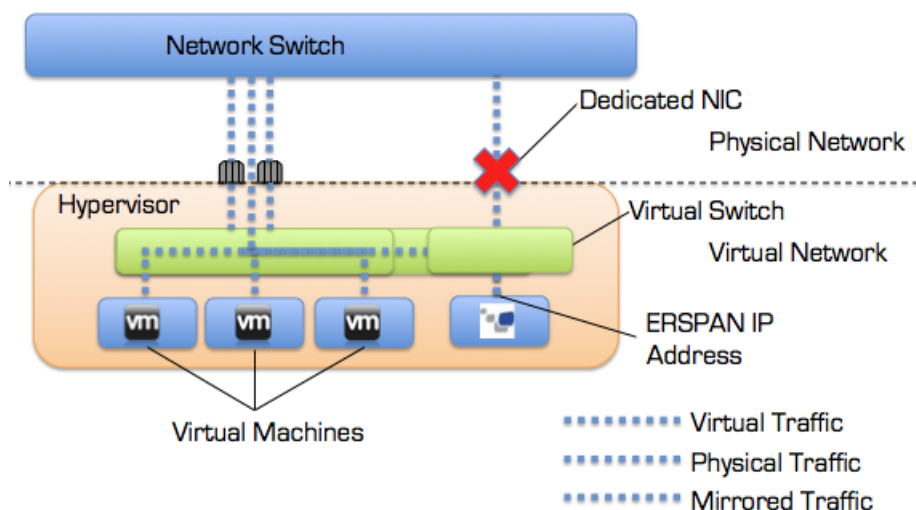 Network Switch
Dedicated NIC
Physical Network
Hypervisor
Virtual Switch
Virtual Network
vm
vm
vm
ERSPAN IP
Address
Virtual Machines
Virtual Traffic
Physical Traffic
Mirrored Traffic